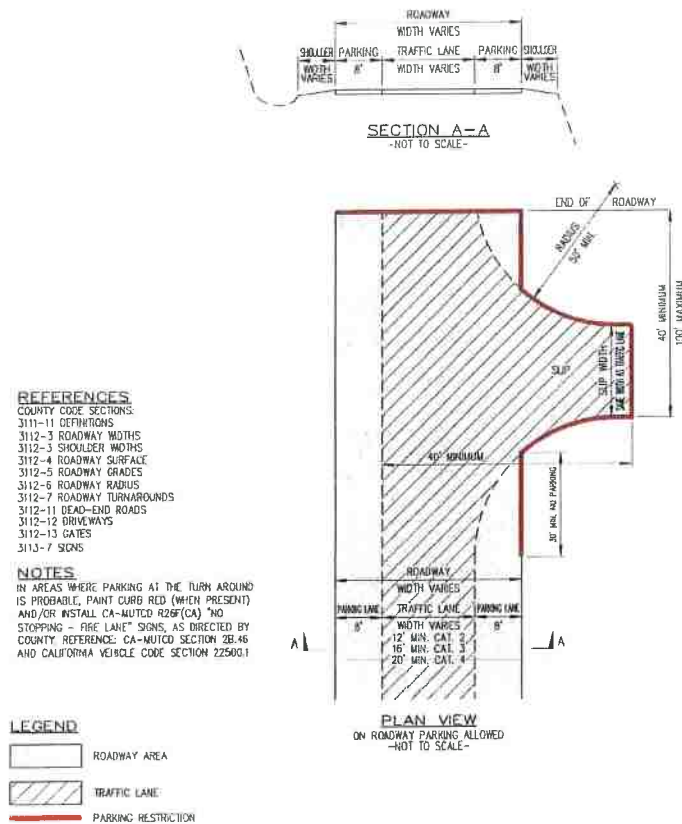 ROADWAY
WIDTH VARIES
SHOULDER PARKING TRAFFIC LANE PARKING SHOULDER
WIDTH VARIES 8' WIDTH VARIES 8' WIDTH VARIES
SECTION A-A
-NOT TO SCALE-
END OF ROADWAY
RADIUS
50' MIN.
40' MINIMUM
100' MAXIMUM
SLIP
SLIP WIDTH
SAME WIDTH AS TRAFFIC LANE
40' MINIMUM
30' MIN. NO PARKING
ROADWAY
WIDTH VARIES
PARKING LANE TRAFFIC LANE PARKING LANE
8' WIDTH VARIES 8'
12' MIN. CAT. 2
16' MIN. CAT. 3
20' MIN. CAT. 4
A A
PLAN VIEW
ON ROADWAY PARKING ALLOWED
-NOT TO SCALE-
REFERENCES
COUNTY CODE SECTIONS:
3111-11 DEFINITIONS
3112-3 ROADWAY WIDTHS
3112-3 SHOULDER WIDTHS
3112-4 ROADWAY SURFACE
3112-5 ROADWAY GRADES
3112-6 ROADWAY RADIUS
3112-7 ROADWAY TURNAROUNDS
3112-11 DEAD-END ROADS
3112-12 DRIVEWAYS
3112-13 GATES
3113-7 SIGNS
NOTES
IN AREAS WHERE PARKING AT THE TURN AROUND
IS PROBABLE, PAINT CURB RED (WHEN PRESENT)
AND/OR INSTALL CA-MUTCD R26F(CA) "NO
STOPPING - FIRE LANE" SIGNS, AS DIRECTED BY
COUNTY REFERENCE: CA-MUTCD SECTION 2B.46
AND CALIFORNIA VEHICLE CODE SECTION 22500.1
LEGEND
ROADWAY AREA
TRAFFIC LANE
PARKING RESTRICTION